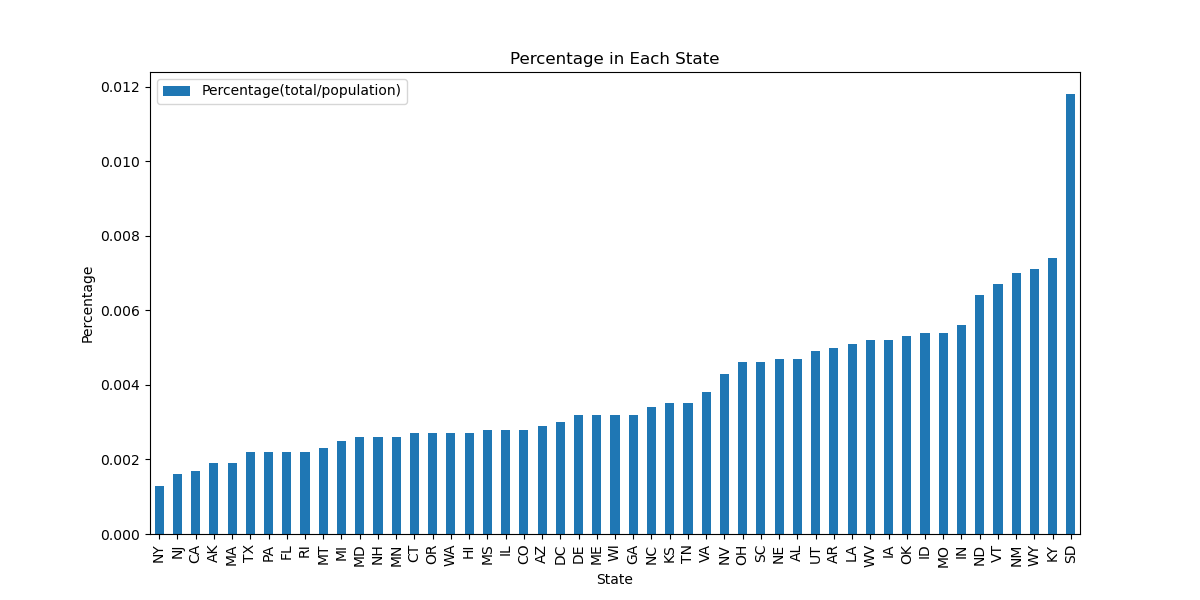 Percentage in Each State
Percentage(total/population)
0.012
0.010
0.008
0.006
0.004
0.002
0.000
Percentage
NY NJ CA AK MA TX PA FL RI MT MI MD NH MN CT OR WA HI MS IL CO AZ DC DE ME WI GA NC KS TN VA NV OH SC NE AL UT AR LA WV IA OK ID MO IN ND VT NM WY KY SD
State